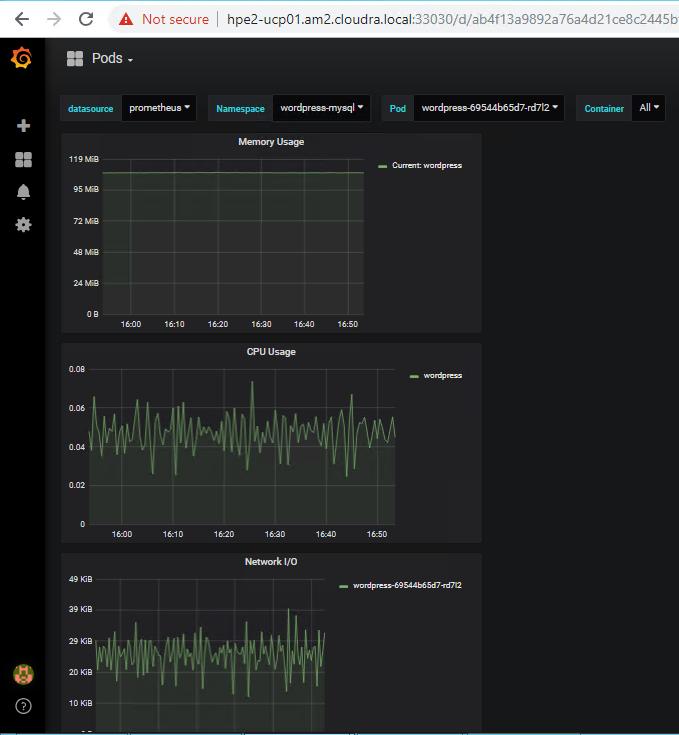 Not secure hpe2-ucp01.am2.cloudra.local:33030/d/ab4f13a9892a76a4d21ce8c2445b
Pods
datasource prometheus Namespace wordpress-mysql Pod wordpress-69544b65d7-rd7l2 Container All
Memory Usage
119 MiB
Current: wordpress
95 MiB
72 MiB
48 MiB
24 MiB
0 B
16:00 16:10 16:20 16:30 16:40 16:50
CPU Usage
0.08
wordpress
0.06
0.04
0.02
0
16:00 16:10 16:20 16:30 16:40 16:50
Network I/O
49 KiB
wordpress-69544b65d7-rd7l2
39 KiB
29 KiB
20 KiB
10 KiB